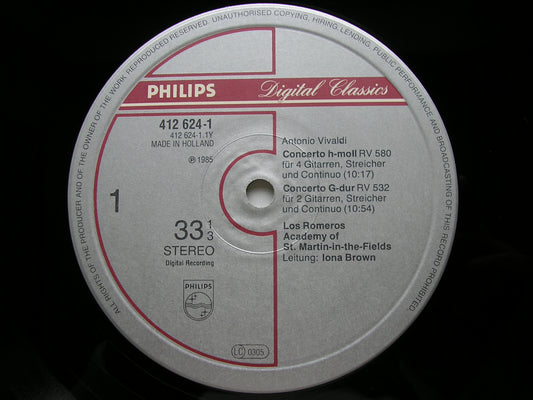 ALL RIGHTS OF THE PRODUCER AND OF THE OWNER OF THE WORK REPRODUCED RESERVED. UNAUTHORISED COPYING, HIRING, LENDING, PUBLIC PERFORMANCE AND BROADCASTING OF THIS RECORD PROHIBITED.
PHILIPS Digital Classics
412 624-1
412 624-1.1Y
MADE IN HOLLAND
℗ 1985
1
33 1/3
STEREO
Digital Recording
PHILIPS
LC 0305
Antonio Vivaldi
Concerto h-moll RV 580
für 4 Gitarren, Streicher
und Continuo (10:17)
Concerto G-dur RV 532
für 2 Gitarren, Streicher
und Continuo (10:54)
Los Romeros
Academy of
St. Martin-in-the-Fields
Leitung: Iona Brown